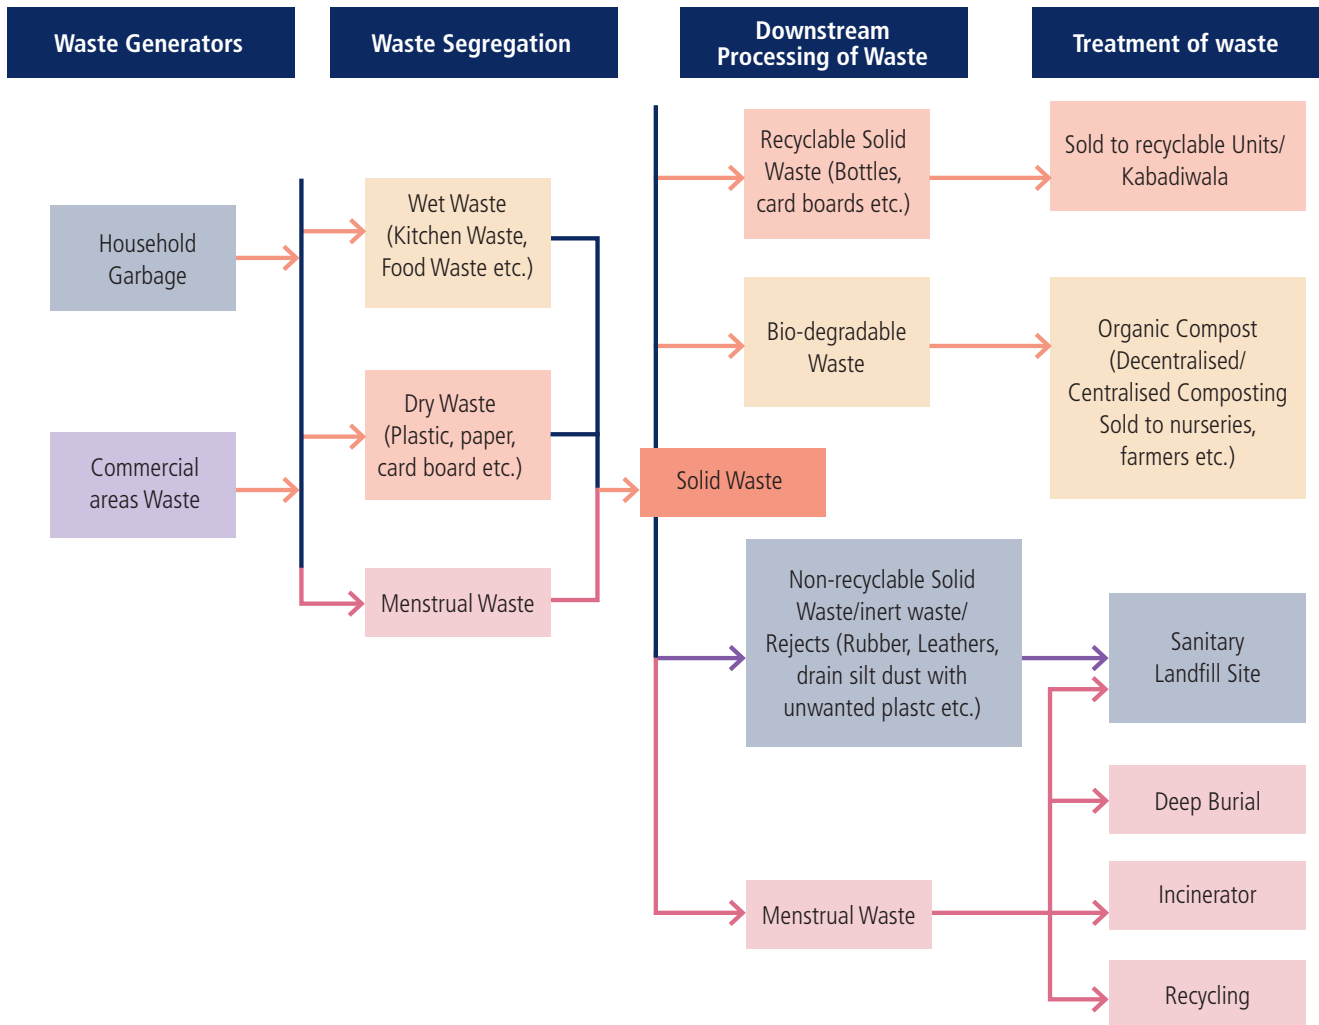 Waste Generators
Waste Segregation
Downstream
Processing of Waste
Treatment of waste
Household
Garbage
Commercial
areas Waste
Wet Waste
(Kitchen Waste,
Food Waste etc.)
Dry Waste
(Plastic, paper,
card board etc.)
Menstrual Waste
Solid Waste
Recyclable Solid
Waste (Bottles,
card boards etc.)
Bio-degradable
Waste
Non-recyclable Solid
Waste/inert waste/
Rejects (Rubber, Leathers,
drain silt dust with
unwanted plastc etc.)
Menstrual Waste
Sold to recyclable Units/
Kabadiwala
Organic Compost
(Decentralised/
Centralised Composting
Sold to nurseries,
farmers etc.)
Sanitary
Landfill Site
Deep Burial
Incinerator
Recycling